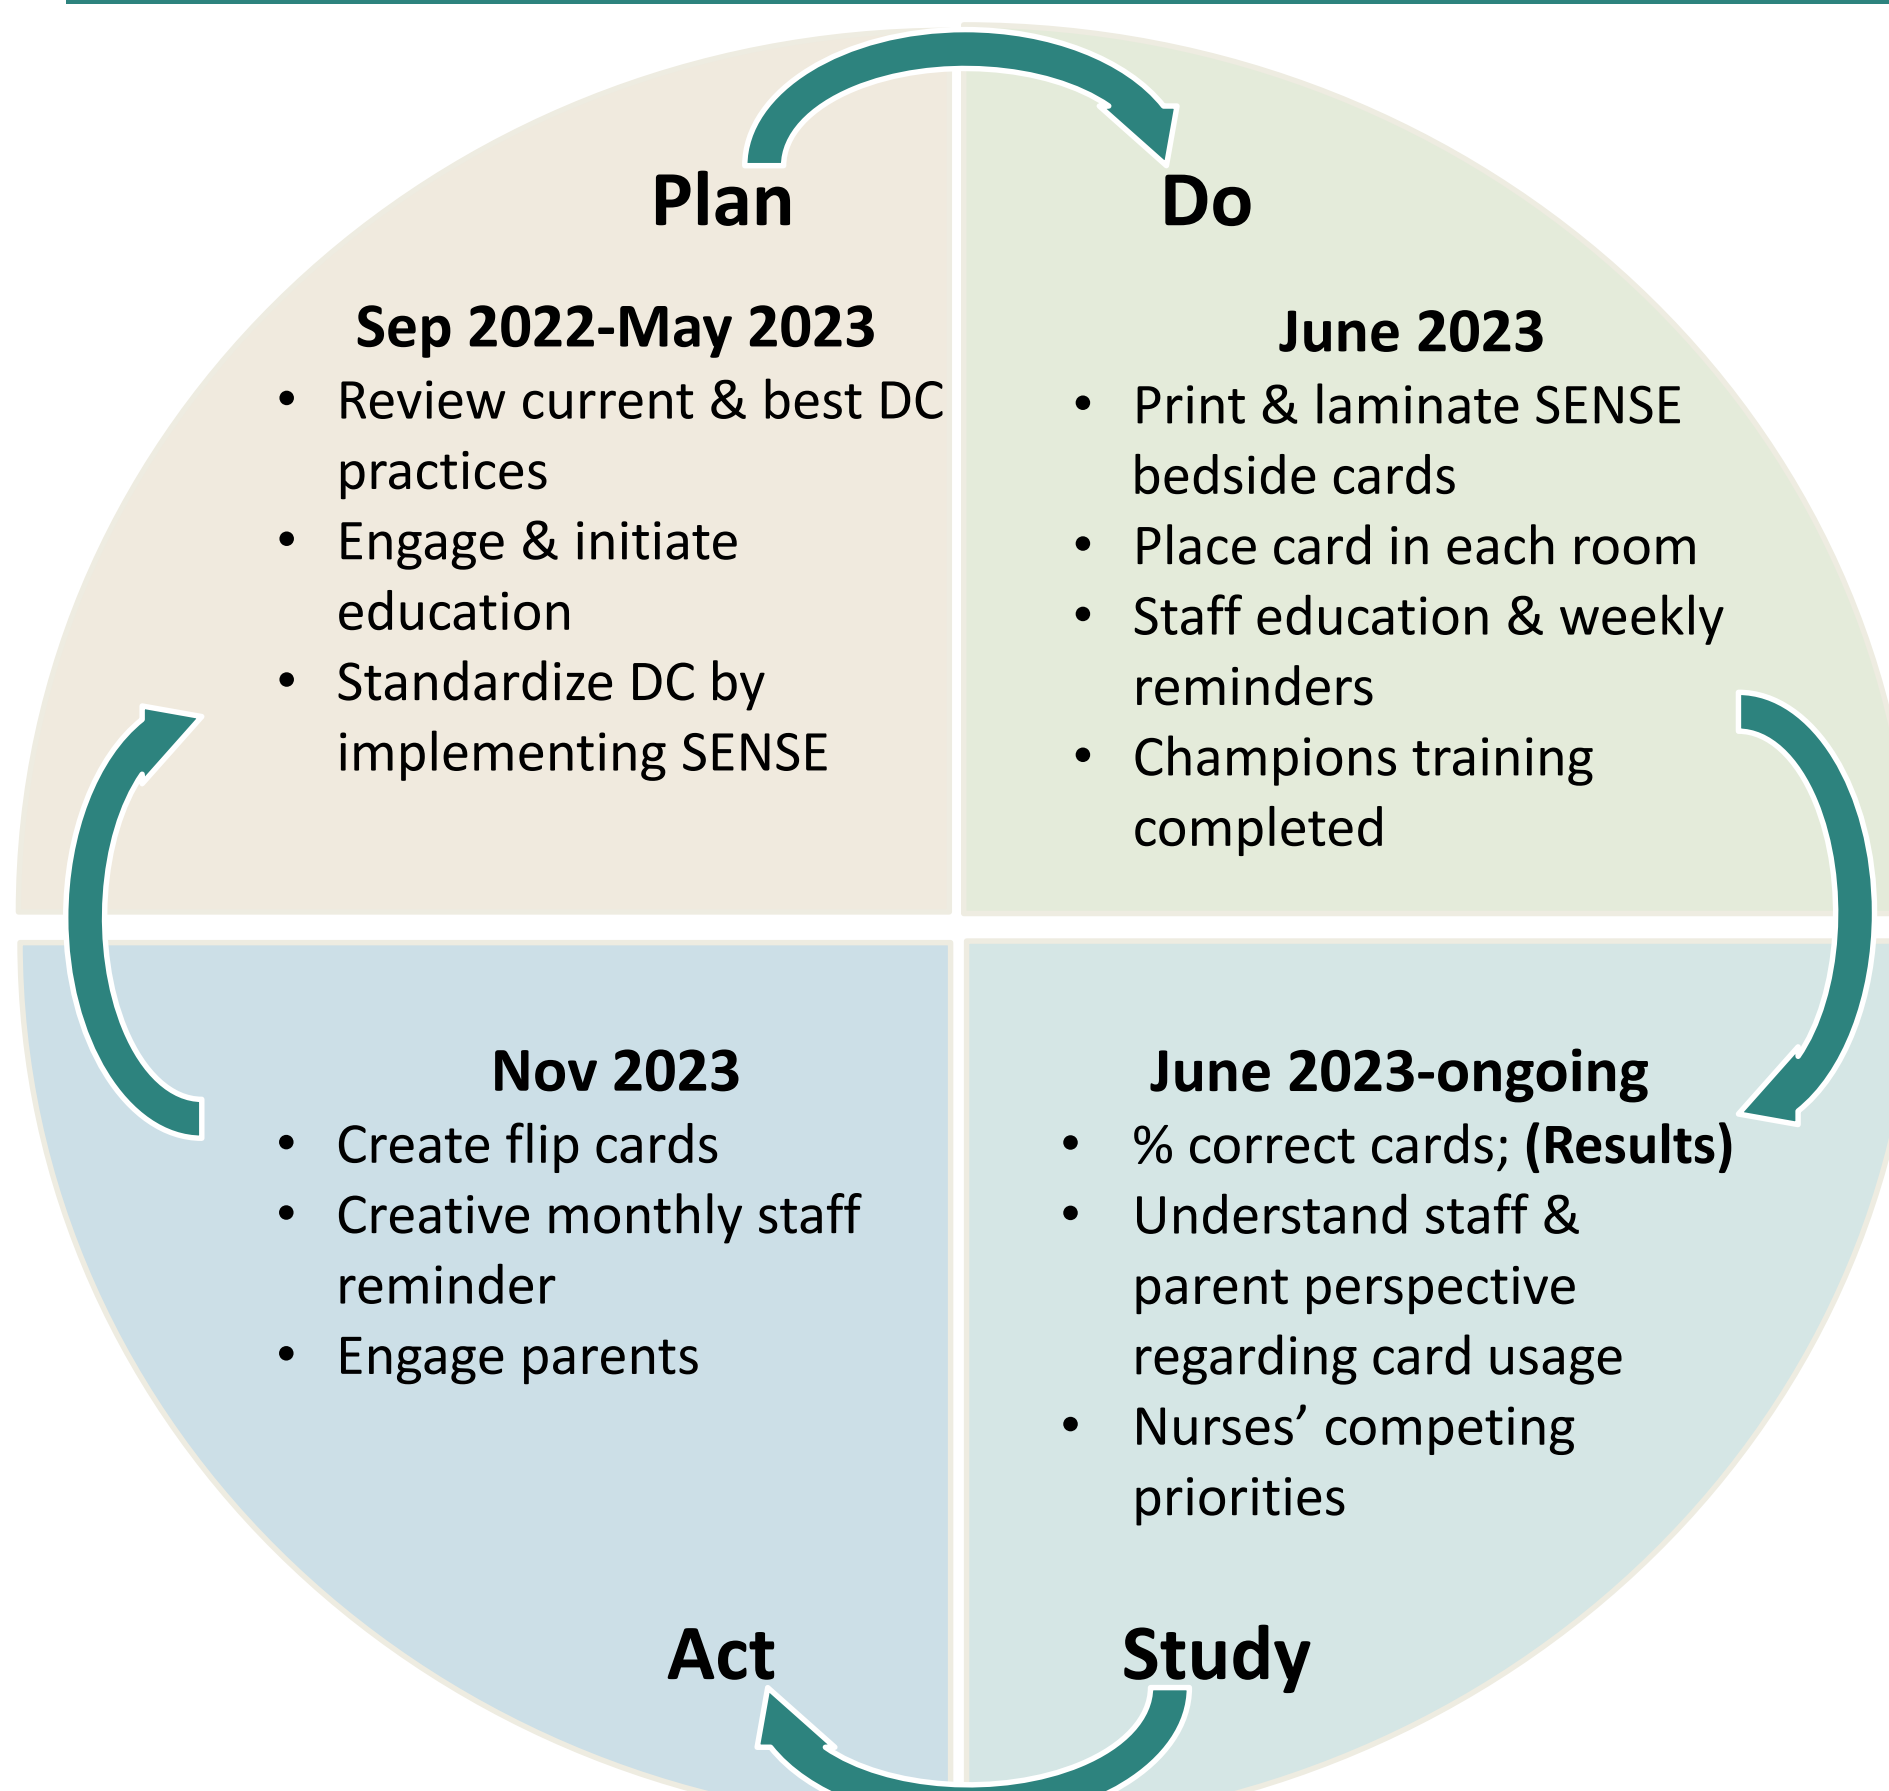 Plan
Sep 2022-May 2023
• Review current & best DC
practices
• Engage & initiate
education
• Standardize DC by
implementing SENSE
Do
June 2023
• Print & laminate SENSE
bedside cards
• Place card in each room
• Staff education & weekly
reminders
• Champions training
completed
Nov 2023
• Create flip cards
• Creative monthly staff
reminder
• Engage parents
Act
June 2023-ongoing
• % correct cards; (Results)
• Understand staff &
parent perspective
regarding card usage
• Nurses’ competing
priorities
Study